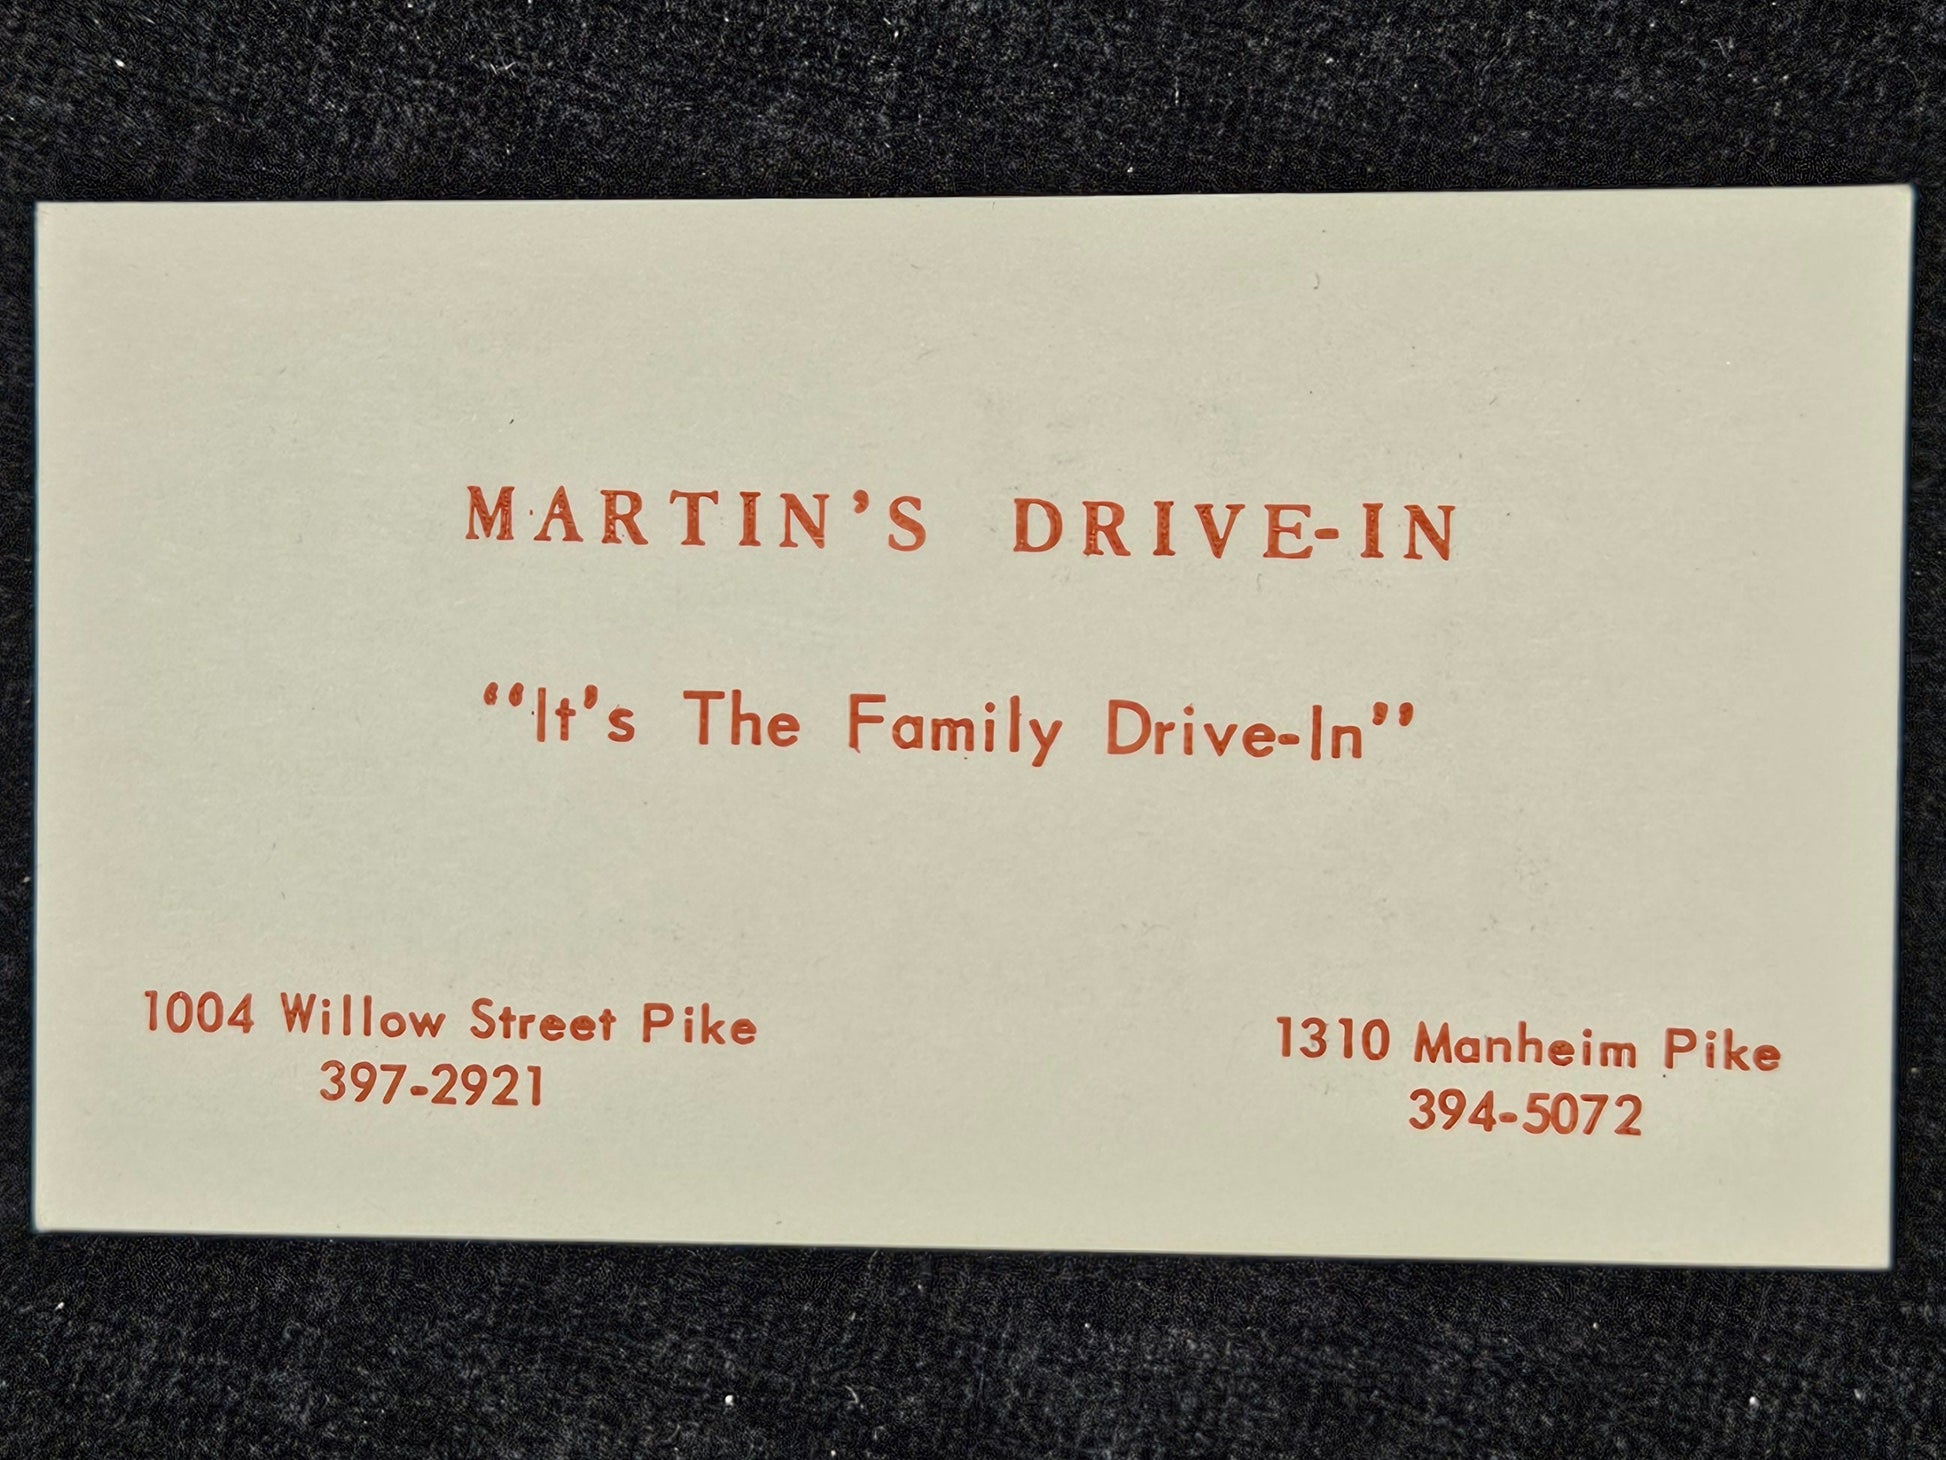 MARTIN'S DRIVE-IN
“It's The Family Drive-In”
1004 Willow Street Pike
397-2921
1310 Manheim Pike
394-5072